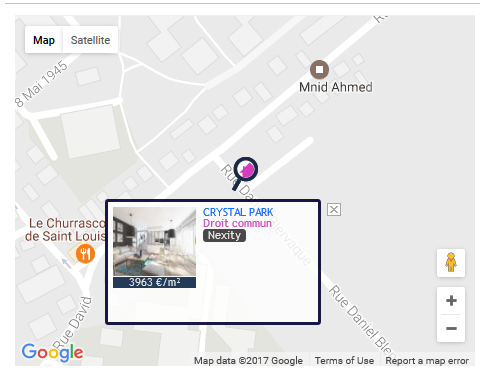 Map
Satellite
8 Mai 1945
Mnid Ahmed
Rue Da
ervaque
Le Churrasco
de Saint Louis
CRYSTAL PARK
Droit commun
Nexity
3963 €/m²
Rue David
Rue Daniel Ble
Google
Map data ©2017 Google
Terms of Use
Report a map error